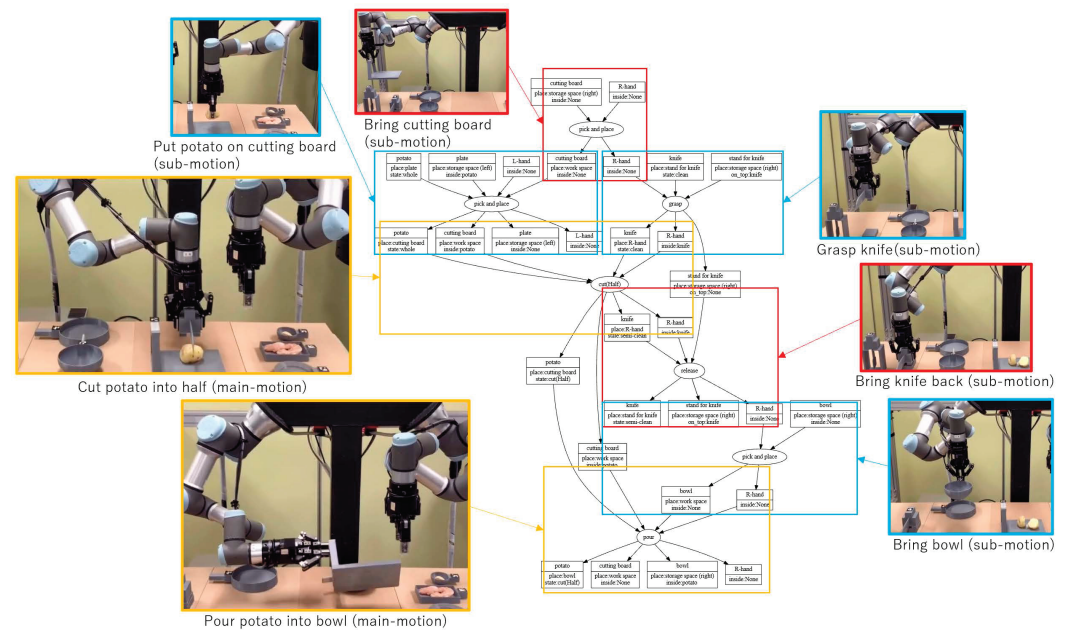 Put potato on cutting board
(sub-motion)
Bring cutting board
(sub-motion)
cutting board
place:storage space (right)
inside:None
R-hand
inside:None
pick and place
potato
place:plate
state:whole
plate
place:storage space (left)
inside:potato
L-hand
inside:None
cutting board
place:work space
inside:None
R-hand
inside:None
knife
place:stand for knife
state:clean
stand for knife
place:storage space (right)
on_top:knife
pick and place
grasp
Grasp knife(sub-motion)
potato
place:cutting board
state:whole
cutting board
place:work space
inside:potato
plate
place:storage space (left)
inside:None
L-hand
inside:None
knife
place:R-hand
state:clean
R-hand
inside:knife
cut(Half)
stand for knife
place:storage space (right)
on_top:None
knife
place:R-hand
state:semi-clean
R-hand
inside:knife
Cut potato into half (main-motion)
potato
place:cutting board
state:cut(Half)
release
Bring knife back (sub-motion)
knife
place:stand for knife
state:semi-clean
stand for knife
place:storage space (right)
on_top:knife
R-hand
inside:None
bowl
place:storage space (right)
inside:None
cutting board
place:work space
inside:potato
pick and place
bowl
place:work space
inside:None
R-hand
inside:None
Bring bowl (sub-motion)
pour
potato
place:bowl
state:cut(Half)
cutting board
place:work space
inside:None
bowl
place:storage space (right)
inside:potato
R-hand
inside:None
Pour potato into bowl (main-motion)